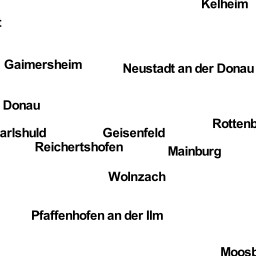 Kelheim
Gaimersheim
Neustadt an der Donau
Donau
Rottenb
arlshuld
Geisenfeld
Reichertshofen
Mainburg
Wolnzach
Pfaffenhofen an der Ilm
Moosb